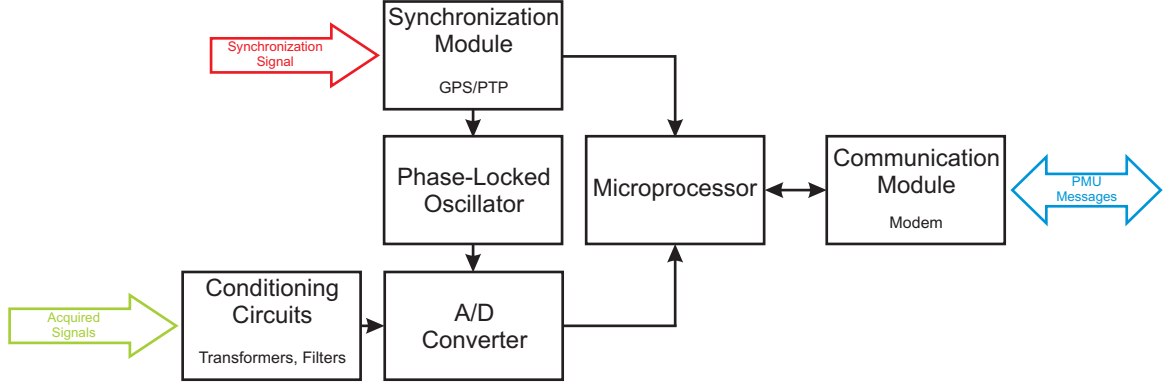 Synchronization
Module
GPS/PTP
Synchronization
Signal
Phase-Locked
Oscillator
Microprocessor
Communication
Module
Modem
PMU
Messages
Conditioning
Circuits
Transformers, Filters
A/D
Converter
Acquired
Signals